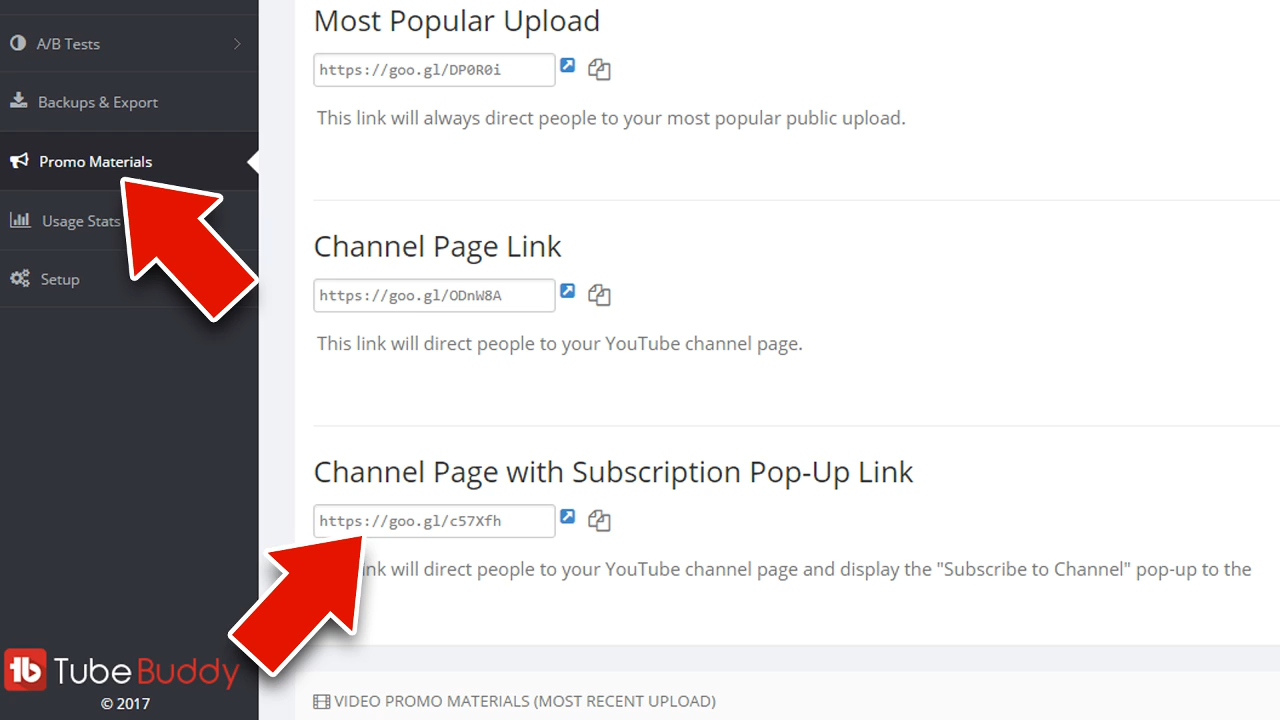 A/B Tests
Backups & Export
Promo Materials
Usage Stats
Setup
TubeBuddy
© 2017
Most Popular Upload
https://goo.gl/DP0R0i
This link will always direct people to your most popular public upload.
Channel Page Link
https://goo.gl/ODnW8A
This link will direct people to your YouTube channel page.
Channel Page with Subscription Pop-Up Link
https://goo.gl/c57Xfh
link will direct people to your YouTube channel page and display the "Subscribe to Channel" pop-up to the
VIDEO PROMO MATERIALS (MOST RECENT UPLOAD)